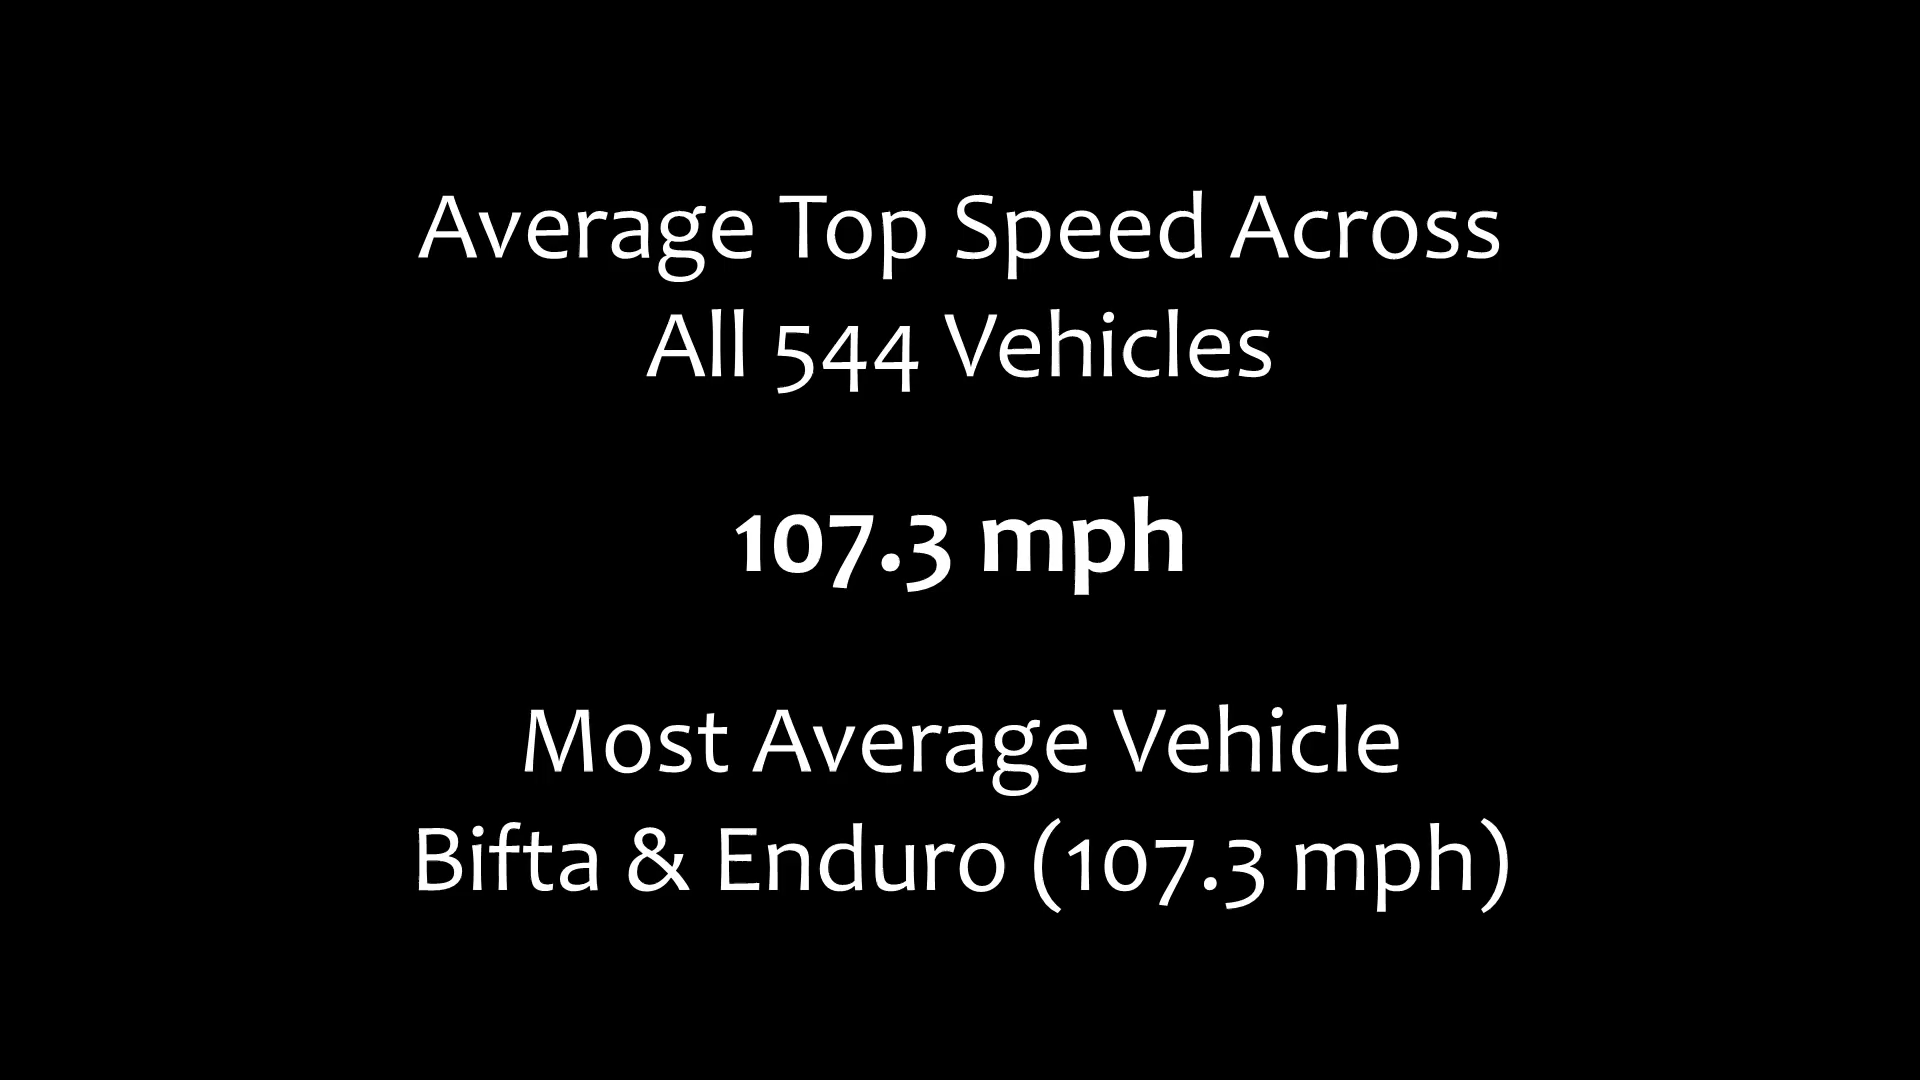 Average Top Speed Across
All 544 Vehicles
107.3 mph
Most Average Vehicle
Bifta & Enduro (107.3 mph)